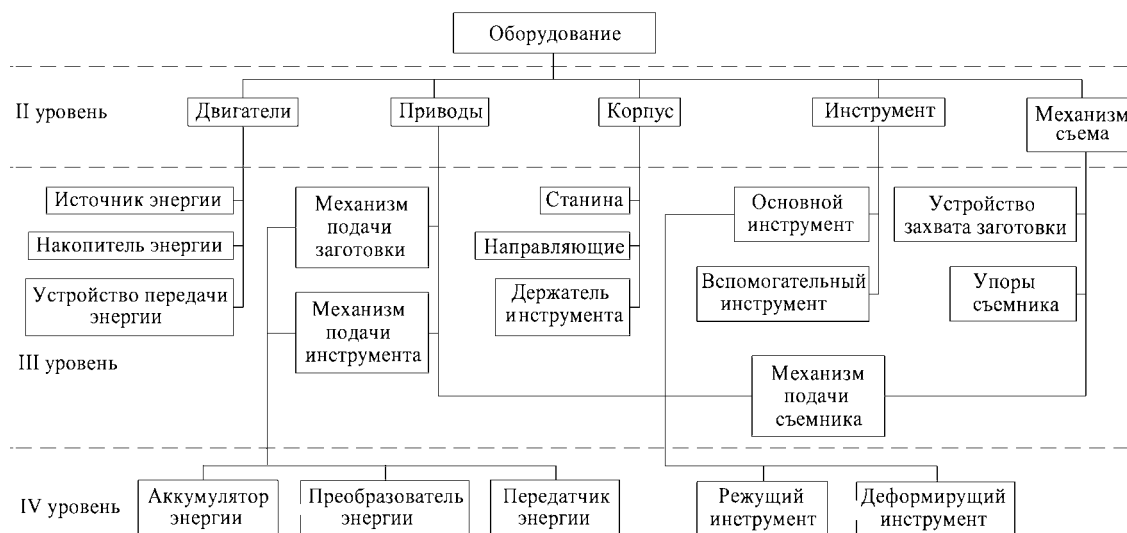 Оборудование
II уровень
Двигатели
Приводы
Корпус
Инструмент
Механизм
съема
Источник энергии
Накопитель энергии
Устройство передачи
энергии
Механизм
подачи
заготовки
Механизм
подачи
инструмента
Станина
Направляющие
Держатель
инструмента
Основной
инструмент
Вспомогательный
инструмент
Устройство
захвата заготовки
Упоры
съемника
III уровень
Механизм
подачи
съемника
IV уровень
Аккумулятор
энергии
Преобразователь
энергии
Передатчик
энергии
Режущий
инструмент
Деформирущий
инструмент